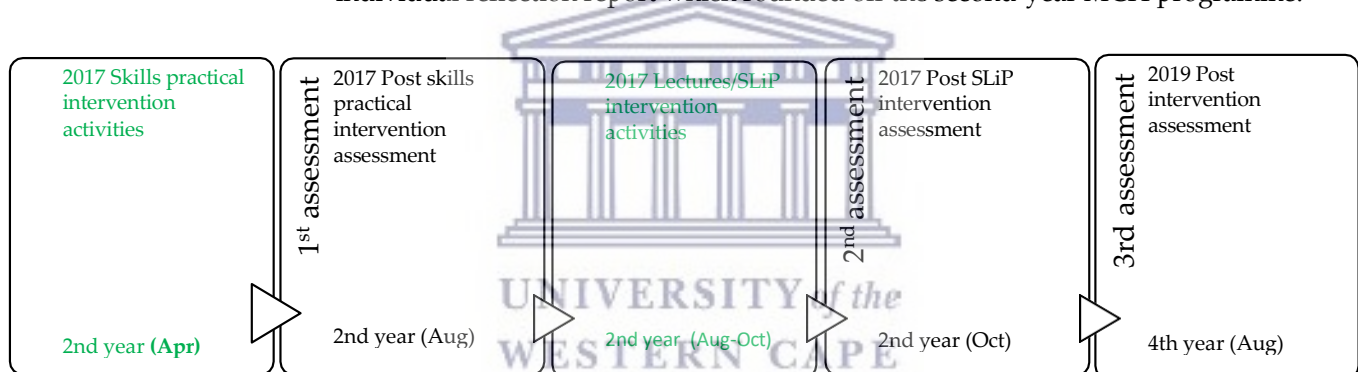 individual reflection report which rounded off the second-year MCH programme.
2017 Skills practical
intervention
activities
2nd year (Apr)
1st assessment
2017 Post skills
practical
intervention
assessment
2nd year (Aug)
2017 Lectures/SLiP
intervention
activities
2nd year (Aug-Oct)
2nd assessment
2017 Post SLiP
intervention
assessment
2nd year (Oct)
3rd assessment
2019 Post
intervention
assessment
4th year (Aug)
UNIVERSITY of the
WESTERN CAPE